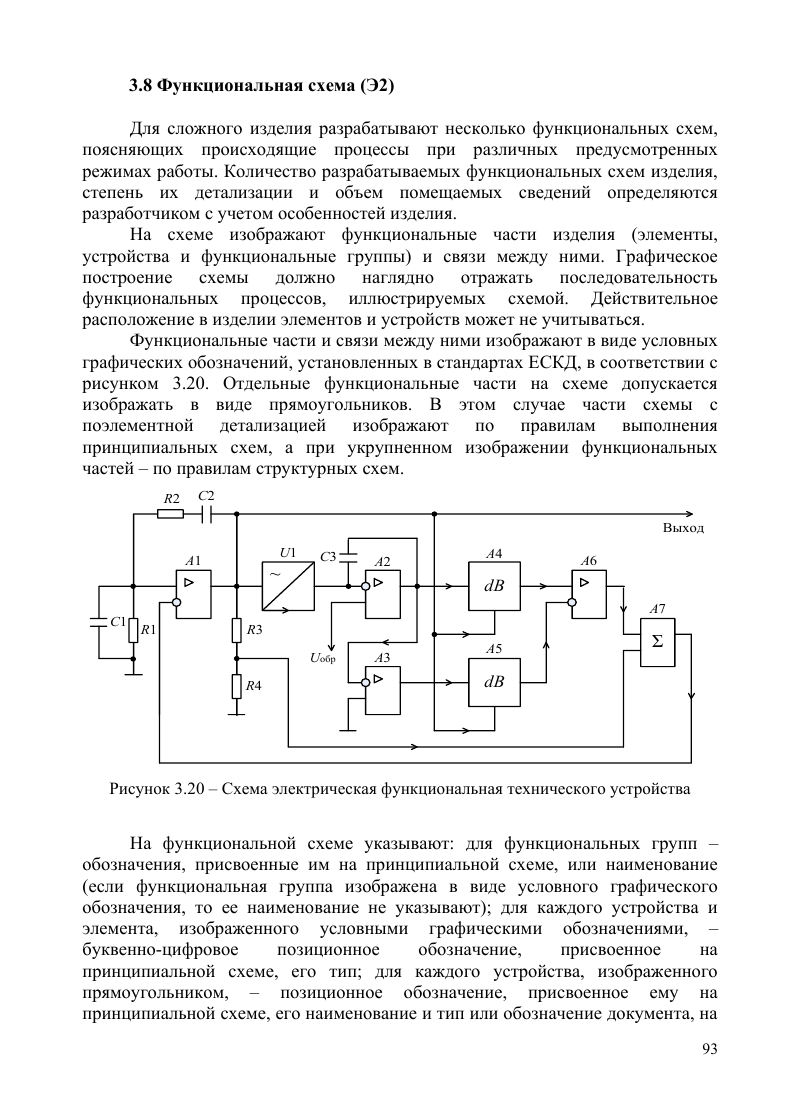 3.8 Функциональная схема (Э2)
Для сложного изделия разрабатывают несколько функциональных схем,
поясняющих происходящие процессы при различных предусмотренных
режимах работы. Количество разрабатываемых функциональных схем изделия,
степень их детализации и объем помещаемых сведений определяются
разработчиком с учетом особенностей изделия.
На схеме изображают функциональные части изделия (элементы,
устройства и функциональные группы) и связи между ними. Графическое
построение схемы должно наглядно отражать последовательность
функциональных процессов, иллюстрируемых схемой. Действительное
расположение в изделии элементов и устройств может не учитываться.
Функциональные части и связи между ними изображают в виде условных
графических обозначений, установленных в стандартах ЕСКД, в соответствии с
рисунком 3.20. Отдельные функциональные части на схеме допускается
изображать в виде прямоугольников. В этом случае части схемы с
поэлементной детализацией изображают по правилам выполнения
принципиальных схем, а при укрупненном изображении функциональных
частей – по правилам структурных схем.
R2 C2
Выход
A1 U1 C3 A2 A4 A6
~
dB
A7
C1 R1 R3
Σ
Uобр A3 A5
R4 dB
Рисунок 3.20 – Схема электрическая функциональная технического устройства
На функциональной схеме указывают: для функциональных групп –
обозначения, присвоенные им на принципиальной схеме, или наименование
(если функциональная группа изображена в виде условного графического
обозначения, то ее наименование не указывают); для каждого устройства и
элемента, изображенного условными графическими обозначениями, –
буквенно-цифровое позиционное обозначение, присвоенное на
принципиальной схеме, его тип; для каждого устройства, изображенного
прямоугольником, – позиционное обозначение, присвоенное ему на
принципиальной схеме, его наименование и тип или обозначение документа, на
93